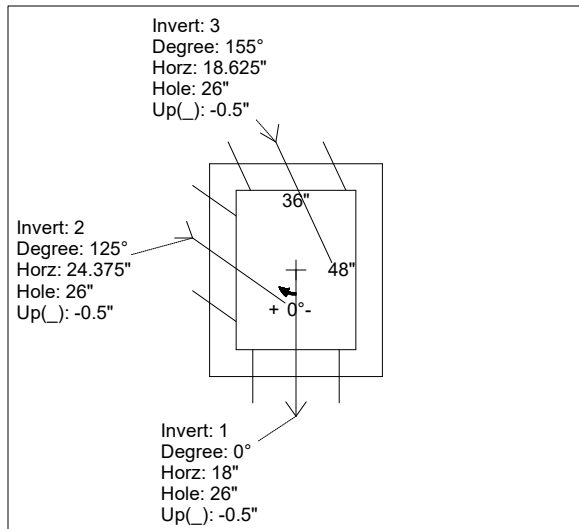 Invert: 3
Degree: 155°
Horz: 18.625"
Hole: 26"
Up(_): -0.5"
36"
Invert: 2
Degree: 125°
Horz: 24.375"
Hole: 26"
Up(_): -0.5"
48"
+ 0°-
Invert: 1
Degree: 0°
Horz: 18"
Hole: 26"
Up(_): -0.5"